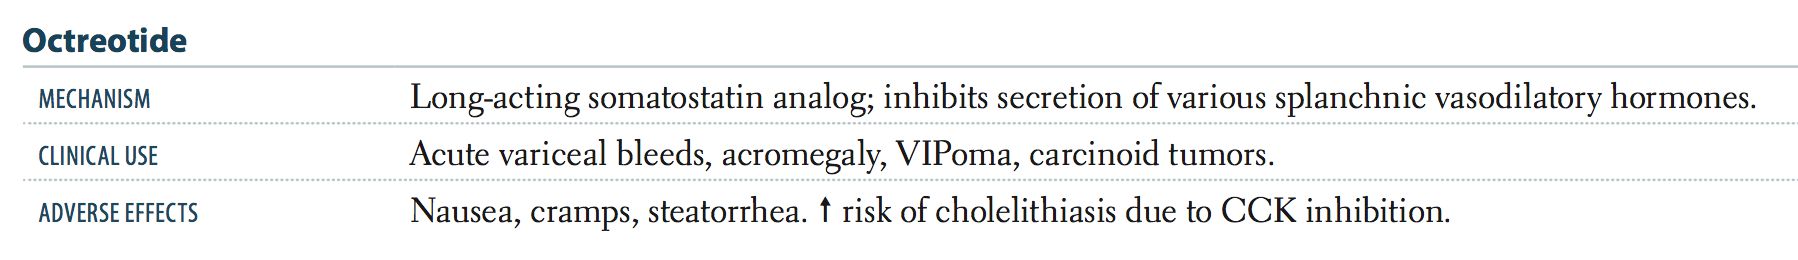 Octreotide
MECHANISM Long-acting somatostatin analog; inhibits secretion of various splanchnic vasodilatory hormones.
CLINICAL USE Acute variceal bleeds, acromegaly, VIPoma, carcinoid tumors.
ADVERSE EFFECTS Nausea, cramps, steatorrhea. ↑ risk of cholelithiasis due to CCK inhibition.